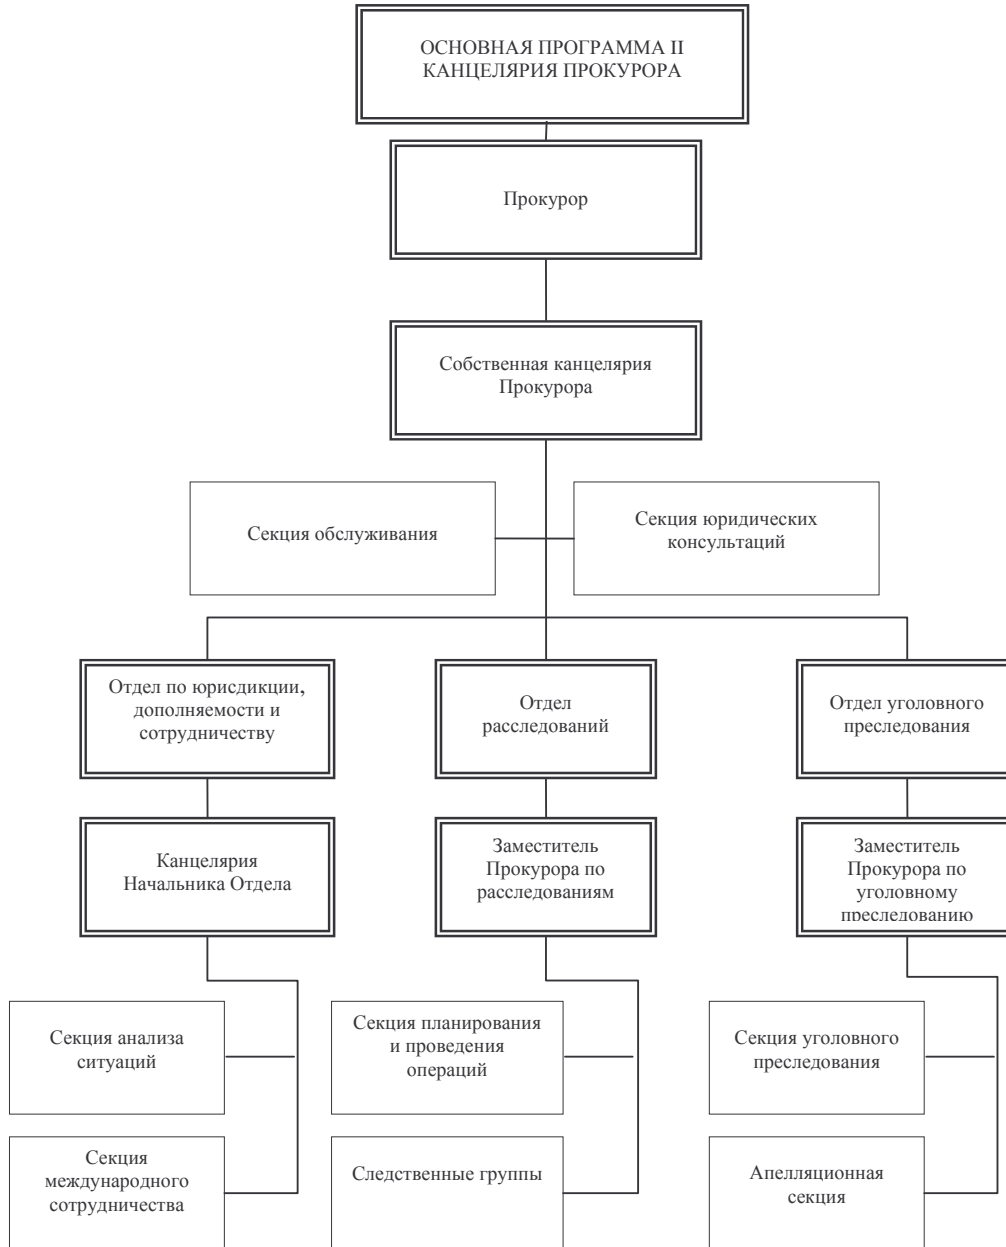 ОСНОВНАЯ ПРОГРАММА II
КАНЦЕЛЯРИЯ ПРОКУРОРА
Прокурор
Собственная канцелярия
Прокурора
Секция обслуживания
Секция юридических
консультаций
Отдел по юрисдикции,
дополняемости и
сотрудничеству
Отдел
расследований
Отдел уголовного
преследования
Канцелярия
Начальника Отдела
Заместитель
Прокурора по
расследованиям
Заместитель
Прокурора по
уголовному
преследованию
Секция анализа
ситуаций
Секция планирования
и проведения
операций
Секция уголовного
преследования
Секция
международного
сотрудничества
Следственные группы
Апелляционная
секция